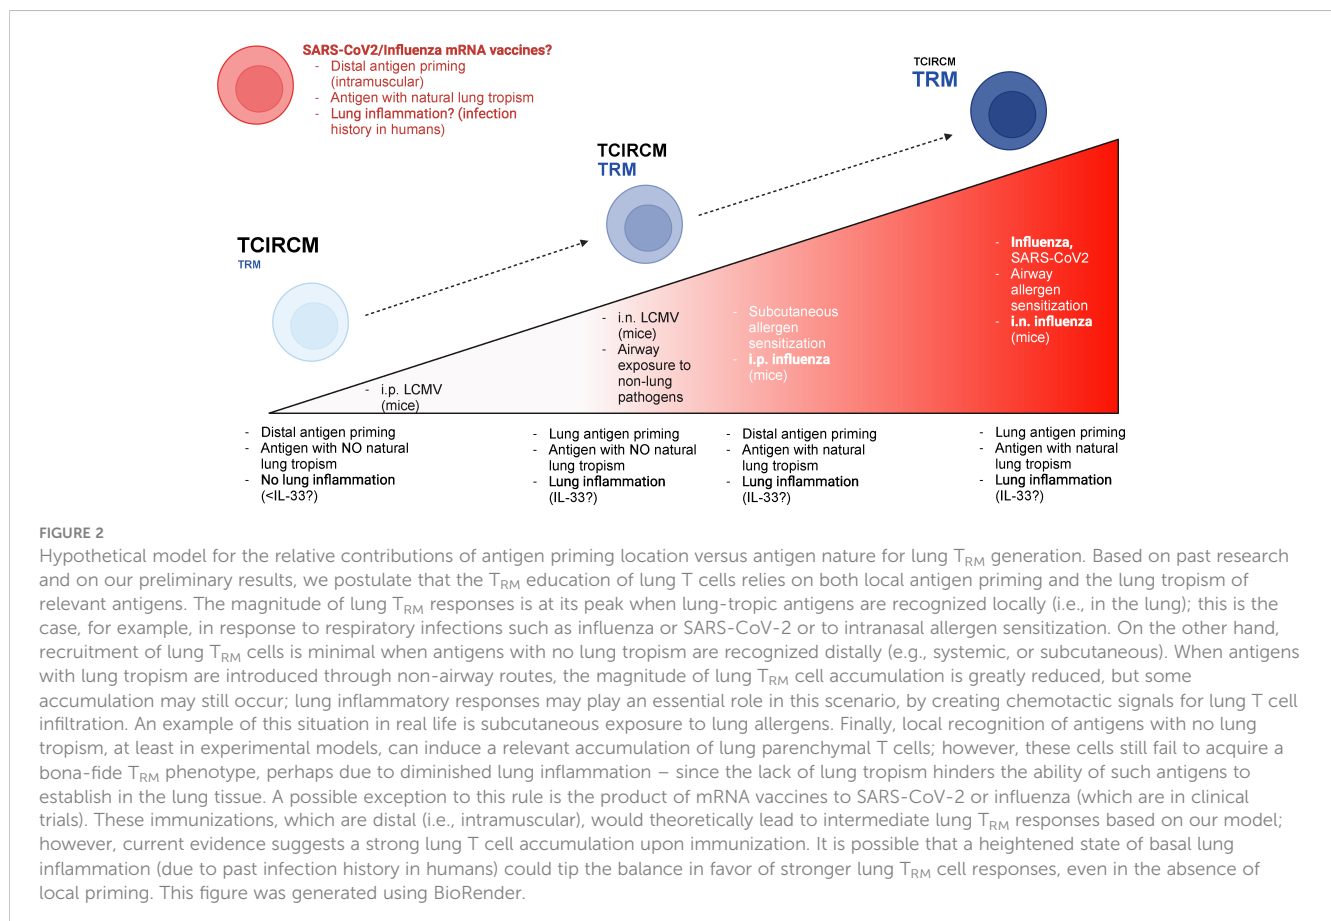 SARS-CoV2/Influenza mRNA vaccines?
- Distal antigen priming
(intramuscular)
- Antigen with natural lung tropism
- Lung inflammation? (infection
history in humans)
TCIRCM
TRM
TCIRCM
TRM
TCIRCM
TRM
- i.p. LCMV
(mice)
- i.n. LCMV
(mice)
- Airway
exposure to
non-lung
pathogens
- Subcutaneous
allergen
sensitization
- i.p. influenza
(mice)
- Influenza,
SARS-CoV2
- Airway
allergen
sensitization
- i.n. influenza
(mice)
- Distal antigen priming
- Antigen with NO natural
lung tropism
- No lung inflammation
(<IL-33?)
- Lung antigen priming
- Antigen with NO natural
lung tropism
- Lung inflammation
(IL-33?)
- Distal antigen priming
- Antigen with natural
lung tropism
- Lung inflammation
(IL-33?)
- Lung antigen priming
- Antigen with natural
lung tropism
- Lung inflammation
(IL-33?)
FIGURE 2
Hypothetical model for the relative contributions of antigen priming location versus antigen nature for lung TRM generation. Based on past research
and on our preliminary results, we postulate that the TRM education of lung T cells relies on both local antigen priming and the lung tropism of
relevant antigens. The magnitude of lung TRM responses is at its peak when lung-tropic antigens are recognized locally (i.e., in the lung); this is the
case, for example, in response to respiratory infections such as influenza or SARS-CoV-2 or to intranasal allergen sensitization. On the other hand,
recruitment of lung TRM cells is minimal when antigens with no lung tropism are recognized distally (e.g., systemic, or subcutaneous). When antigens
with lung tropism are introduced through non-airway routes, the magnitude of lung TRM cell accumulation is greatly reduced, but some
accumulation may still occur; lung inflammatory responses may play an essential role in this scenario, by creating chemotactic signals for lung T cell
infiltration. An example of this situation in real life is subcutaneous exposure to lung allergens. Finally, local recognition of antigens with no lung
tropism, at least in experimental models, can induce a relevant accumulation of lung parenchymal T cells; however, these cells still fail to acquire a
bona-fide TRM phenotype, perhaps due to diminished lung inflammation – since the lack of lung tropism hinders the ability of such antigens to
establish in the lung tissue. A possible exception to this rule is the product of mRNA vaccines to SARS-CoV-2 or influenza (which are in clinical
trials). These immunizations, which are distal (i.e., intramuscular), would theoretically lead to intermediate lung TRM responses based on our model;
however, current evidence suggests a strong lung T cell accumulation upon immunization. It is possible that a heightened state of basal lung
inflammation (due to past infection history in humans) could tip the balance in favor of stronger lung TRM cell responses, even in the absence of
local priming. This figure was generated using BioRender.